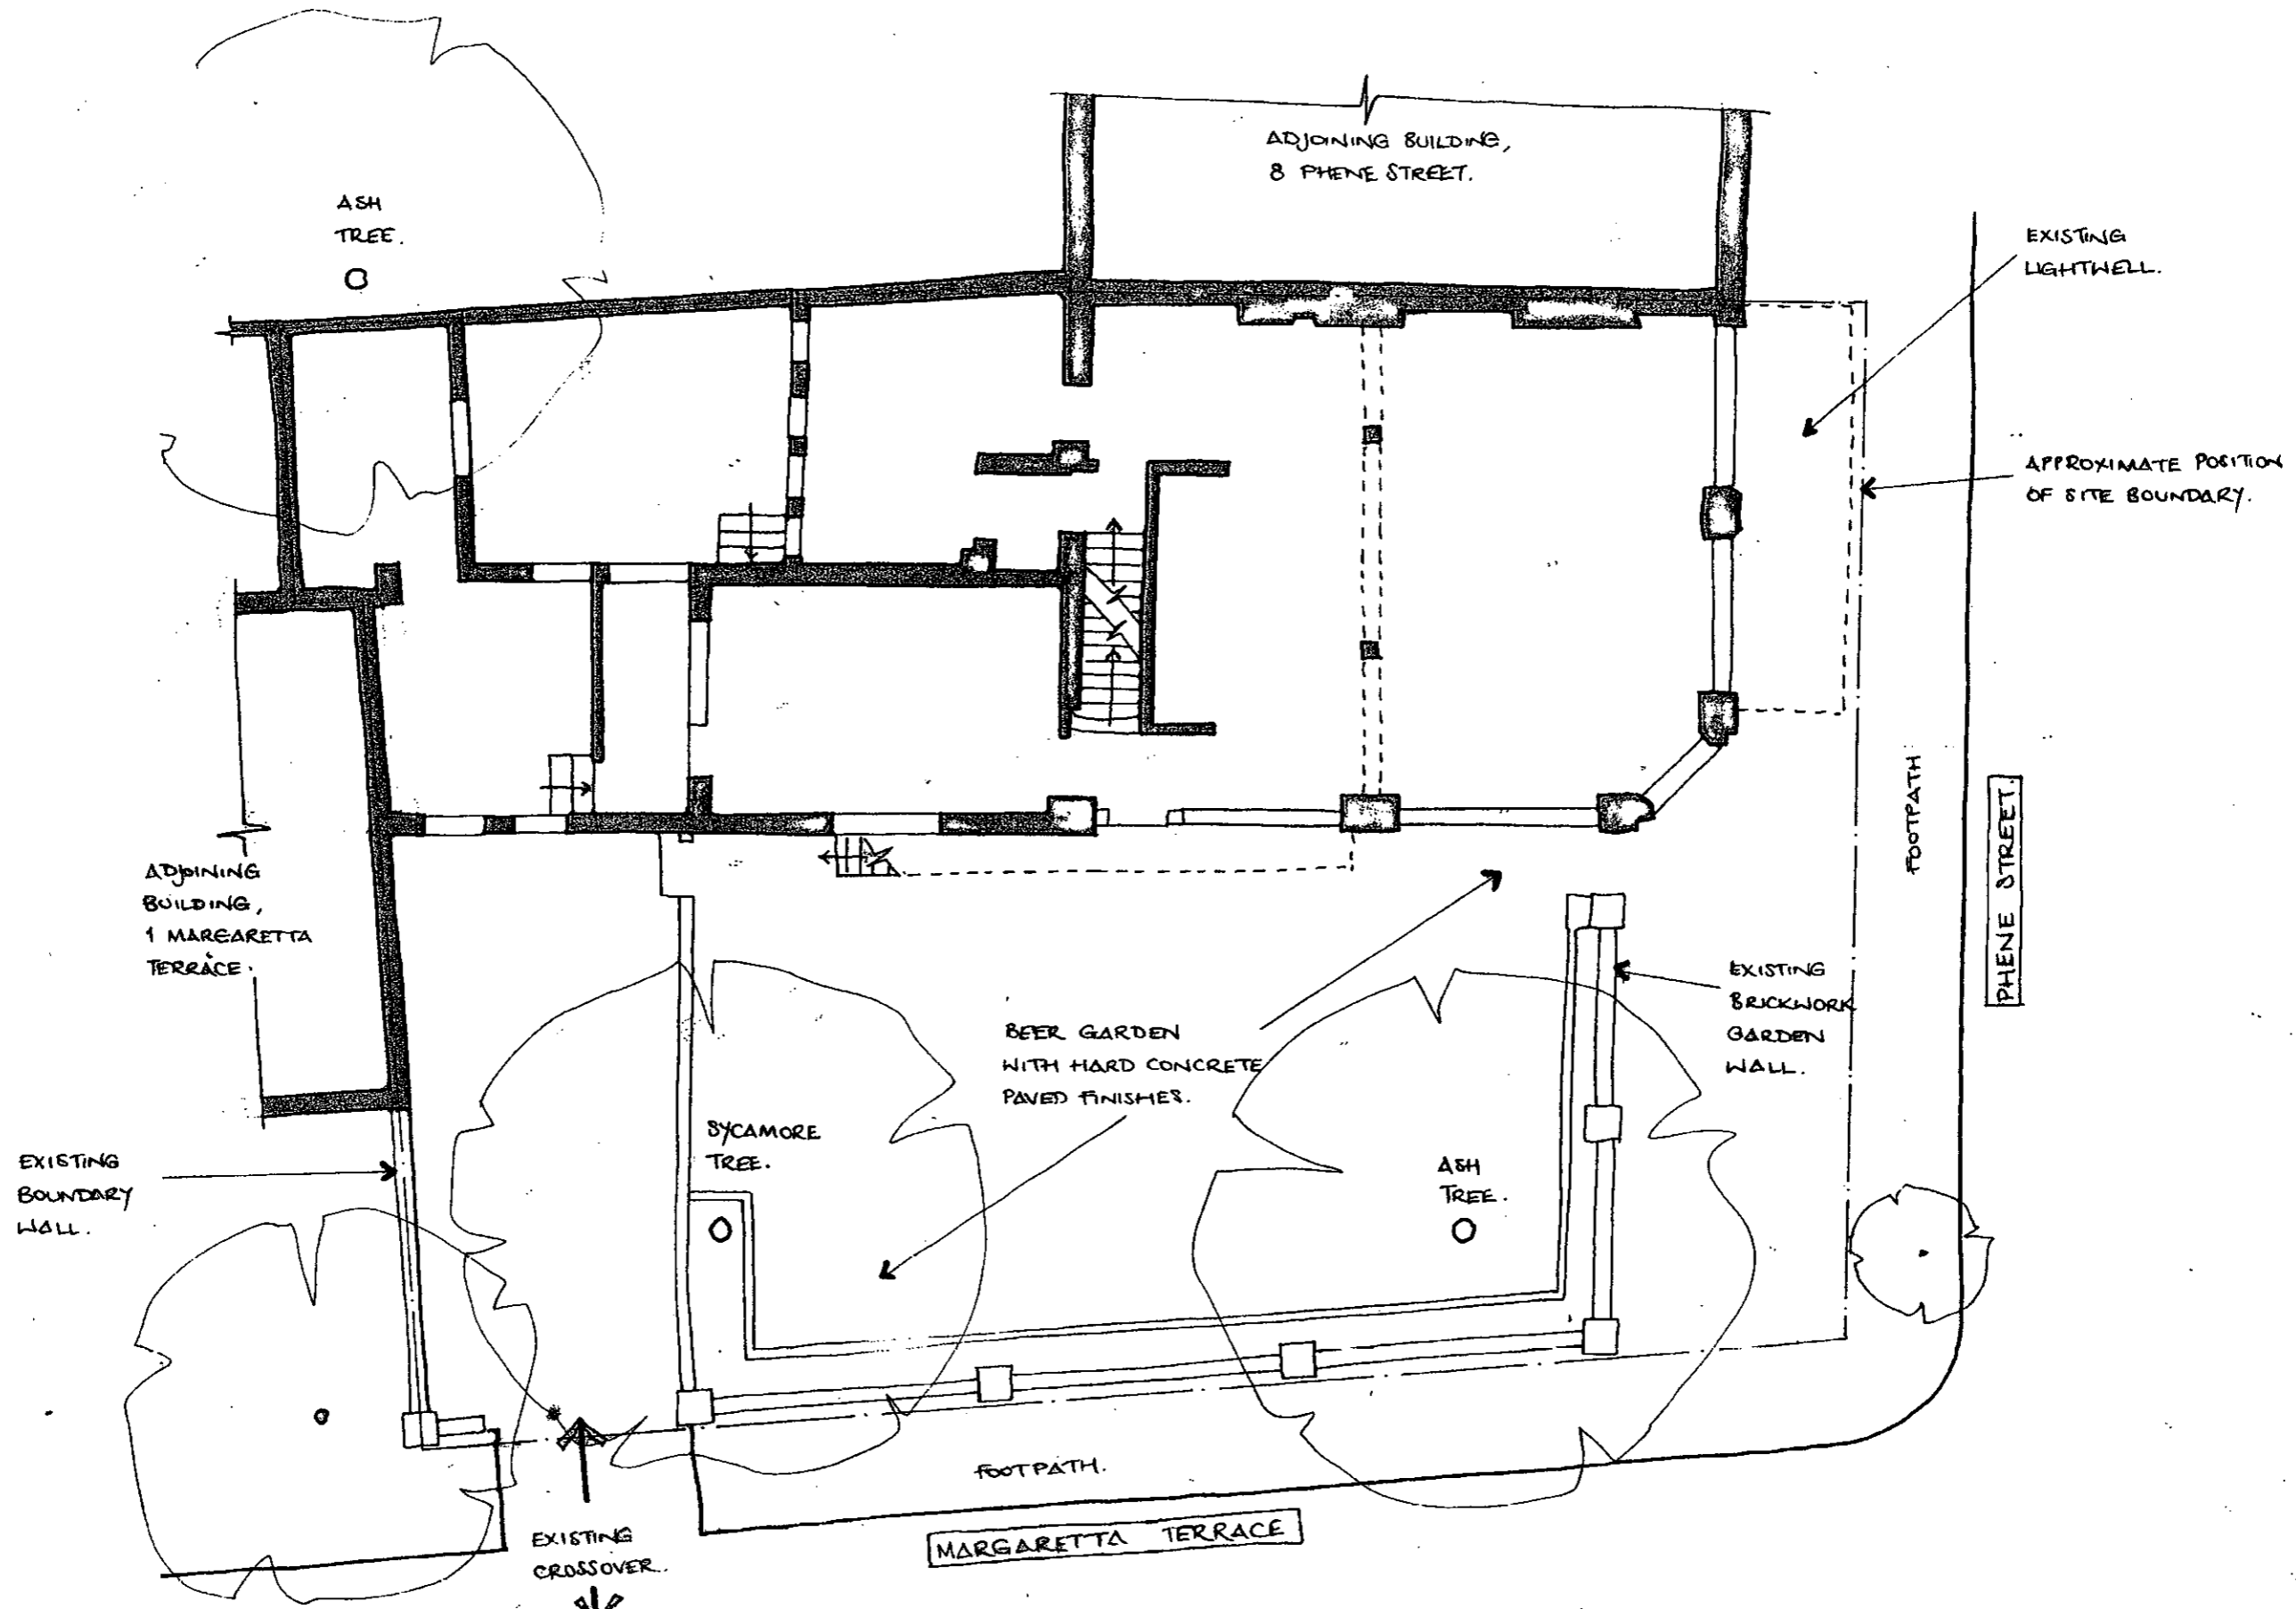 ADJOINING BUILDING,
8 PHENE STREET.
ASH
TREE.
EXISTING
LIGHTWELL.
APPROXIMATE POSITION
OF SITE BOUNDARY.
FOOTPATH
PHENE STREET.
ADJOINING
BUILDING,
1 MARGARETTA
TERRACE.
EXISTING
BRICKWORK
GARDEN
WALL.
BEER GARDEN
WITH HARD CONCRETE
PAVED FINISHES.
SYCAMORE
TREE.
ASH
TREE.
EXISTING
BOUNDARY
WALL.
FOOTPATH.
EXISTING
CROSSOVER.
MARGARETTA TERRACE